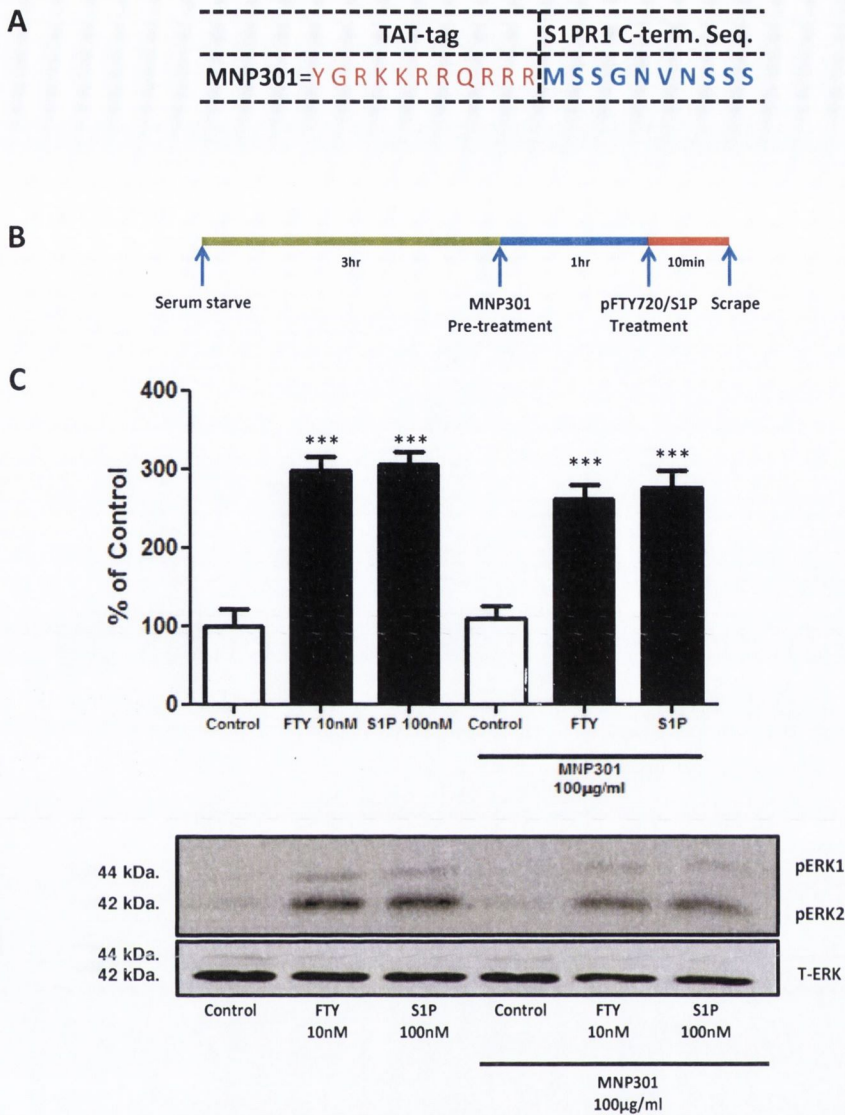 A
TAT-tag
S1PR1 C-term. Seq.
MNP301=YGRKKRRQRRRMSSGNVNSSS
B
3hr
1hr
10min
Serum starve
MNP301
Pre-treatment
pFTY720/S1P
Treatment
Scrape
C
% of Control
400
300
200
100
0
***
***
***
***
Control
FTY 10nM
S1P 100nM
Control
FTY
S1P
MNP301
100µg/ml
44 kDa.
42 kDa.
pERK1
pERK2
44 kDa.
42 kDa.
T-ERK
Control
FTY
10nM
S1P
100nM
Control
FTY
10nM
S1P
100nM
MNP301
100µg/ml